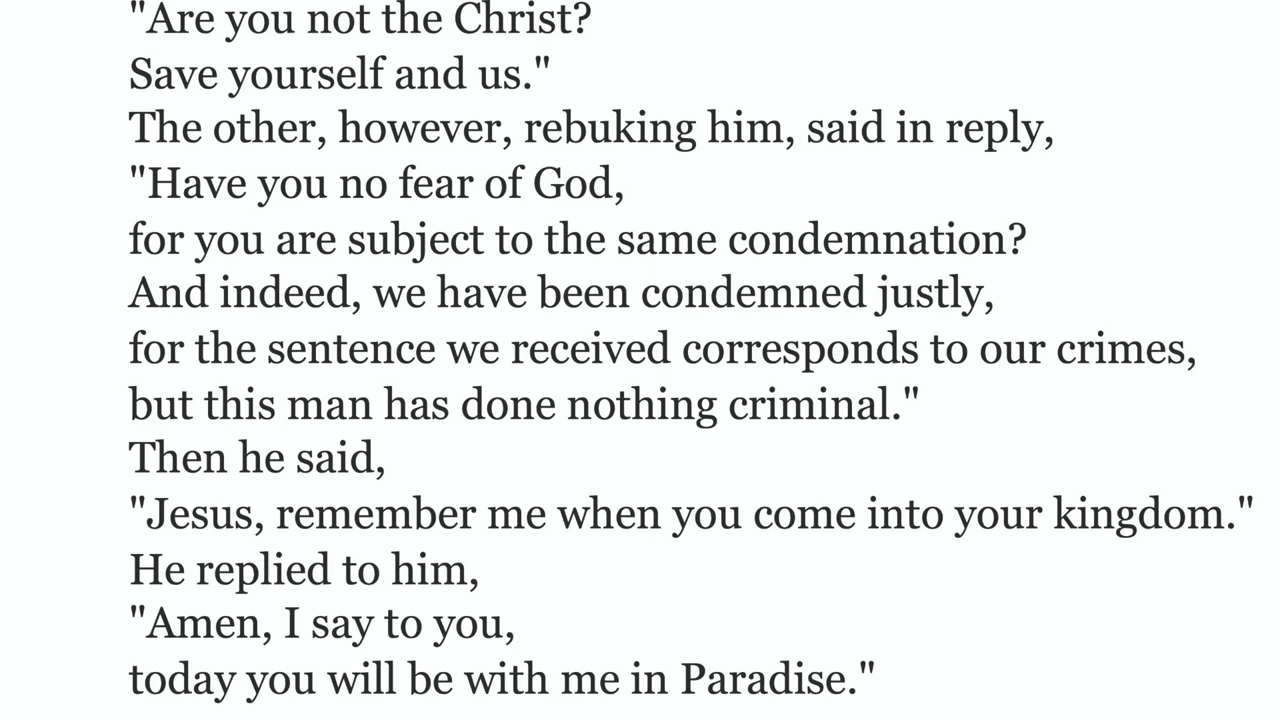 "Are you not the Christ?
Save yourself and us."
The other, however, rebuking him, said in reply,
"Have you no fear of God,
for you are subject to the same condemnation?
And indeed, we have been condemned justly,
for the sentence we received corresponds to our crimes,
but this man has done nothing criminal."
Then he said,
"Jesus, remember me when you come into your kingdom."
He replied to him,
"Amen, I say to you,
today you will be with me in Paradise."